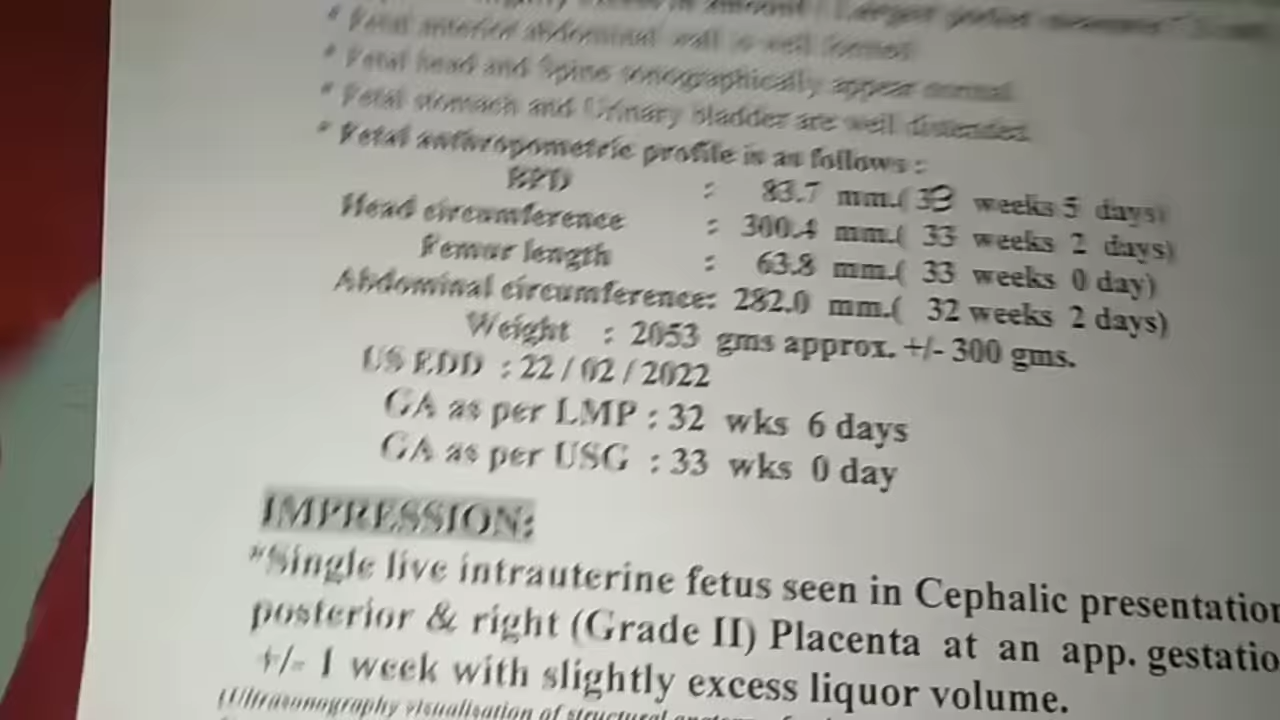 * Fetal anterior abdominal wall is well formed.
* Fetal head and Spine sonographically appear normal.
* Fetal stomach and Urinary bladder are well distended.
* Fetal anthropometric profile is as follows :
BPD : 83.7 mm.( 33 weeks 5 days)
Head circumference : 300.4 mm.( 33 weeks 2 days)
Femur length : 63.8 mm.( 33 weeks 0 day)
Abdominal circumference: 282.0 mm.( 32 weeks 2 days)
Weight : 2053 gms approx. +/- 300 gms.
US EDD : 22 / 02 / 2022
GA as per LMP : 32 wks 6 days
GA as per USG : 33 wks 0 day
IMPRESSION:
*Single live intrauterine fetus seen in Cephalic presentation
posterior & right (Grade II) Placenta at an app. gestatio
+/- 1 week with slightly excess liquor volume.
(Ultrasonography visualisation of structural